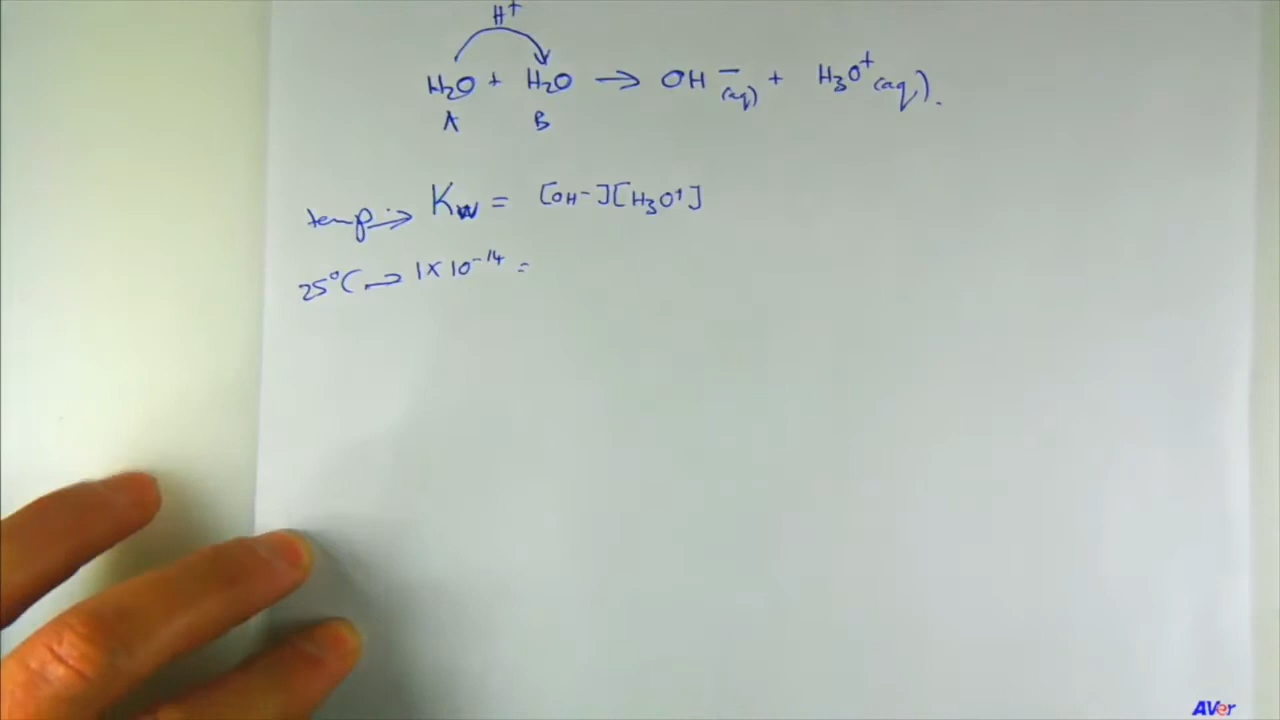 H⁺
H₂O + H₂O → OH⁻(aq) + H₃O⁺(aq).
A B
temp → Kw = [OH⁻][H₃O⁺]
25°C → 1 x 10⁻¹⁴ =
AVer